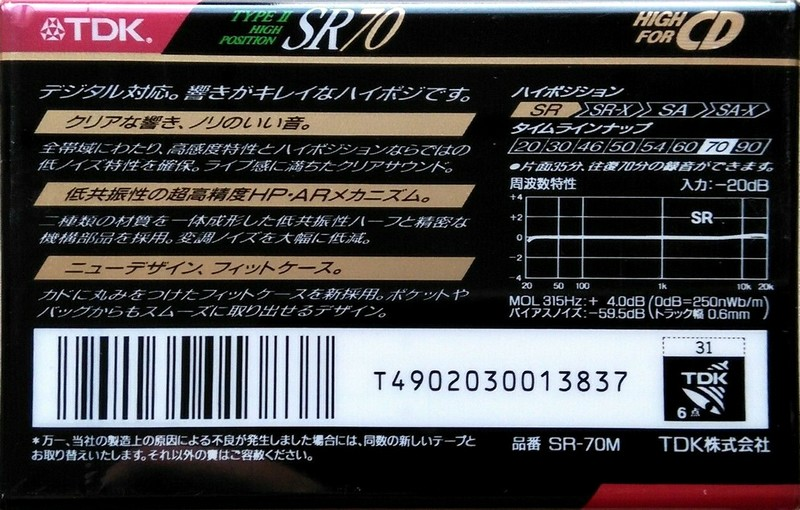 TDK.
TYPE II
HIGH
POSITION
SR70
HIGH
FOR CD
デジタル対応。響きがキレイなハイポジです。
クリアな響き、ノリのいい音。
全帯域にわたり、高感度特性とハイポジションならではの
低ノイズ特性を確保。ライブ感に満ちたクリアサウンド。
低共振性の超高精度HP・ARメカニズム。
二種類の材質を一体成形した低共振性ハーフと精密な
機構部品を採用。変調ノイズを大幅に低減。
ニューデザイン、フィットケース。
カドに丸みをつけたフィットケースを新採用。ポケットや
バッグからもスムーズに取り出せるデザイン。
ハイポジション
SR SR-X SA SA-X
タイムラインナップ
20 30 46 50 54 60 70 90
●片面35分、往復70分の録音ができます。
周波数特性 入力:−20dB
+4
+2
0
−2
−4
SR
20 50 100 1k 10k 20k
MOL 315Hz:+ 4.0dB (0dB=250nWb/m)
バイアスノイズ:−59.5dB (トラック幅 0.6mm)
T4902030013837
31
TDK
6点
*万一、当社の製造上の原因による不良が発生しました場合には、同数の新しいテープと
お取り替えいたします。それ以外の責はご容赦ください。
品番 SR-70M TDK株式会社